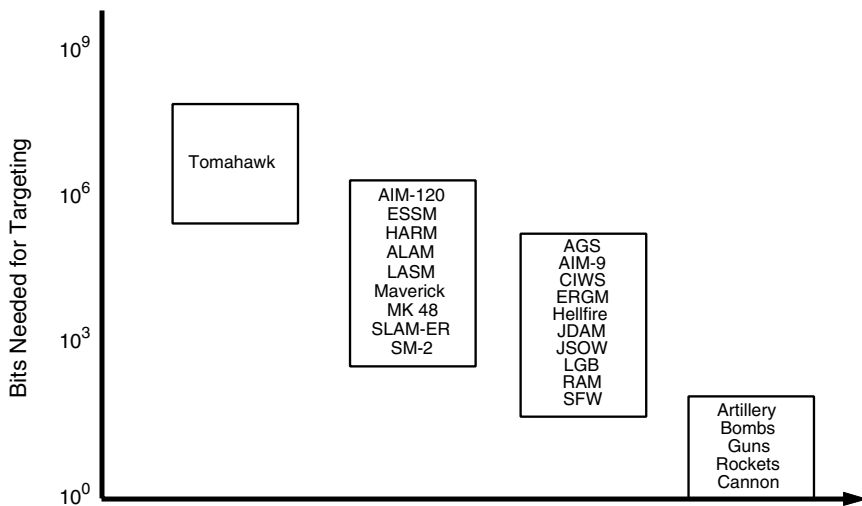 Bits Needed for Targeting
10^9
10^6
10^3
10^0
Tomahawk
AIM-120
ESSM
HARM
ALAM
LASM
Maverick
MK 48
SLAM-ER
SM-2
AGS
AIM-9
CIWS
ERGM
Hellfire
JDAM
JSOW
LGB
RAM
SFW
Artillery
Bombs
Guns
Rockets
Cannon